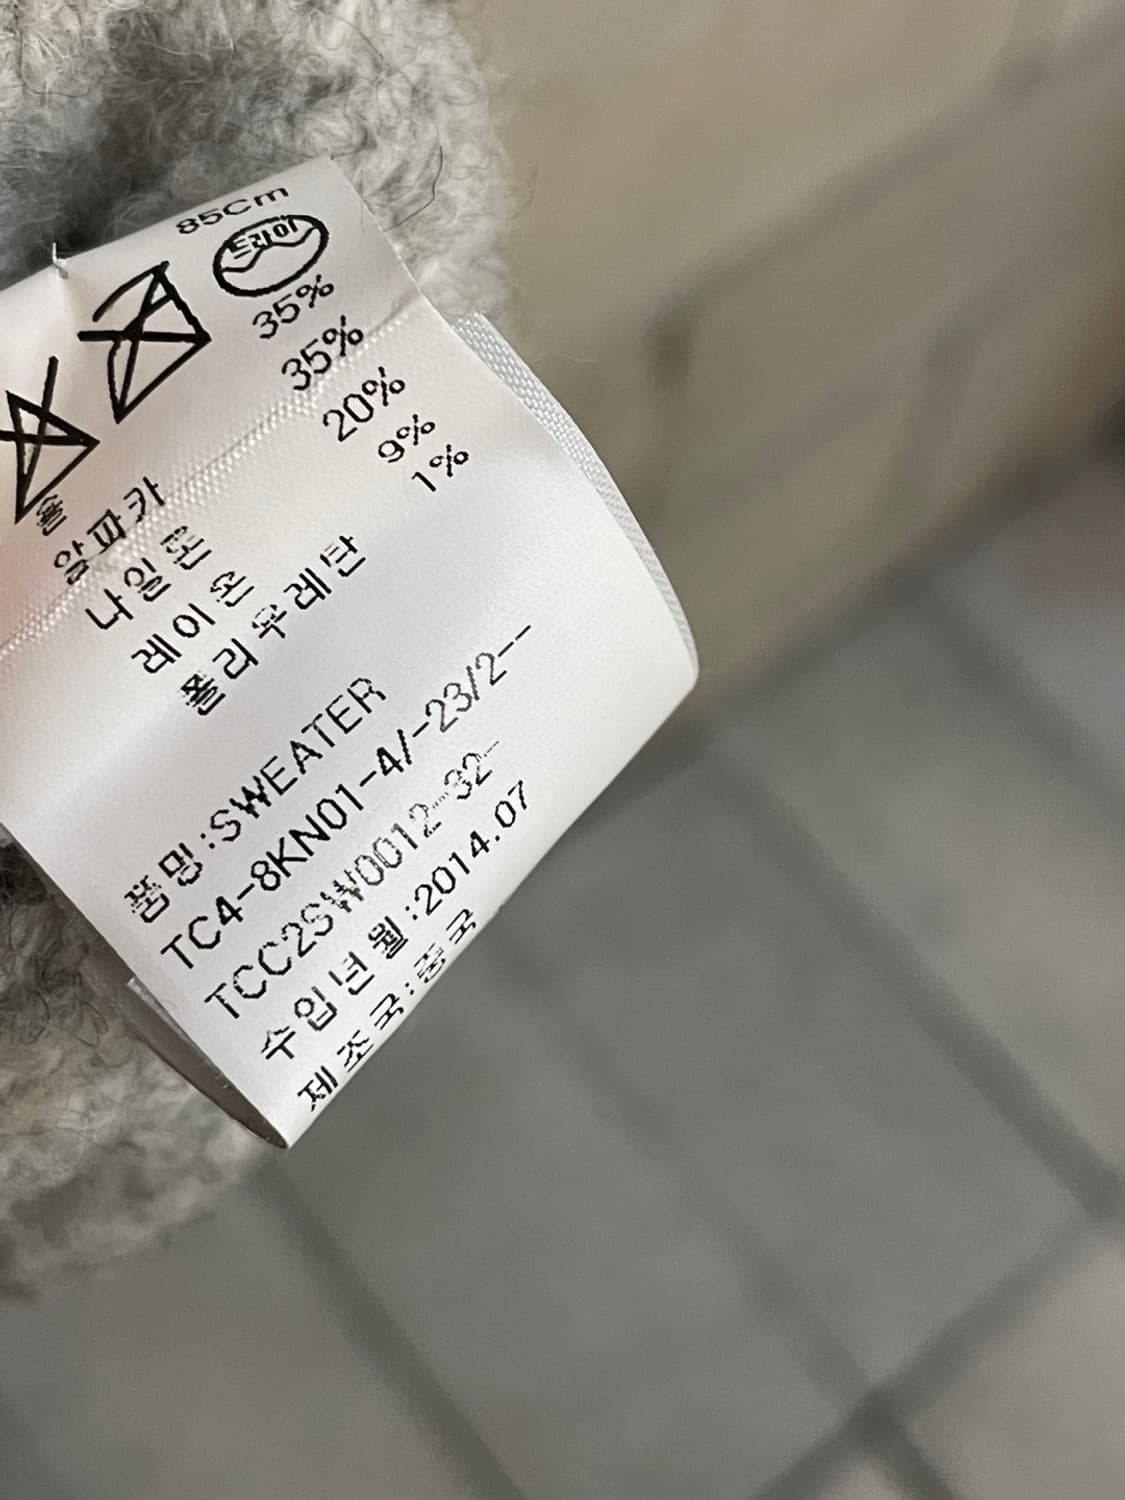 85cm
드라이
울 35%
알파카 35%
나일론 20%
레이온 9%
폴리우레탄 1%
품명:SWEATER
TC4-8KN01-4/-23/2--
TCC2SW0012-32-
수입년월:2014.07
제조국:중국